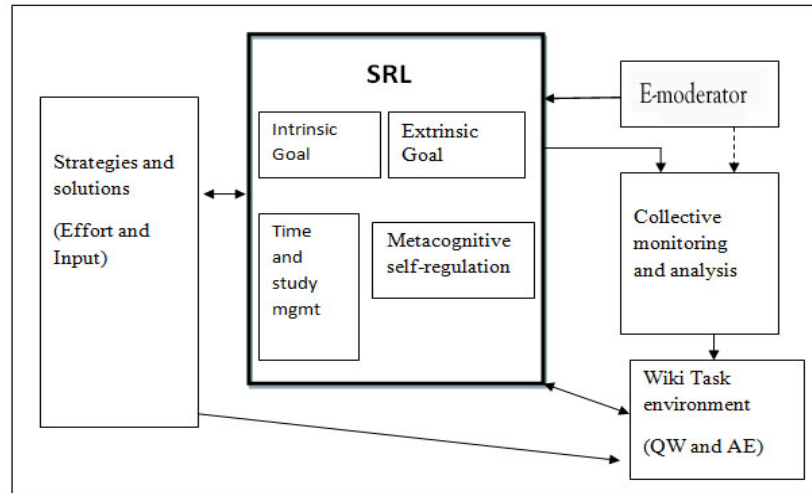 SRL
Intrinsic
Goal
Extrinsic
Goal
Time
and
study
mgmt
Metacognitive
self-regulation
Strategies and
solutions
(Effort and
Input)
E-moderator
Collective
monitoring
and analysis
Wiki Task
environment
(QW and AE)